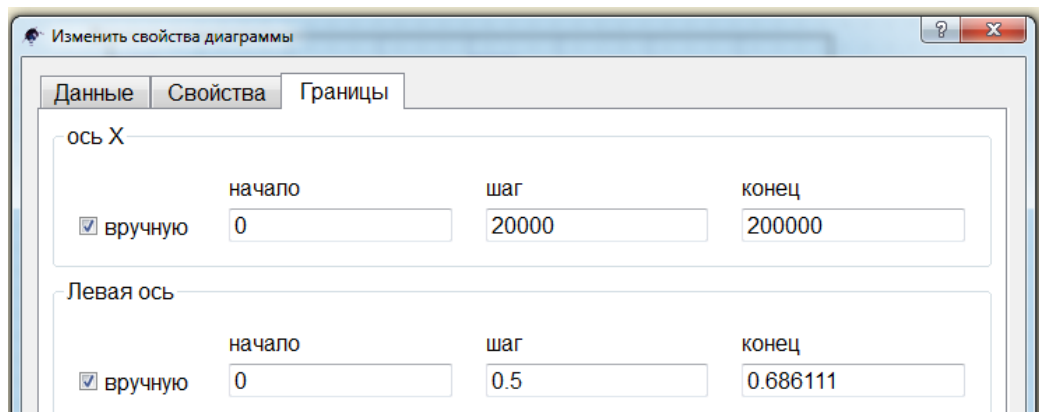 Изменить свойства диаграммы
Данные Свойства Границы
ось X
начало шаг конец
вручную 0 20000 200000
Левая ось
начало шаг конец
вручную 0 0.5 0.686111